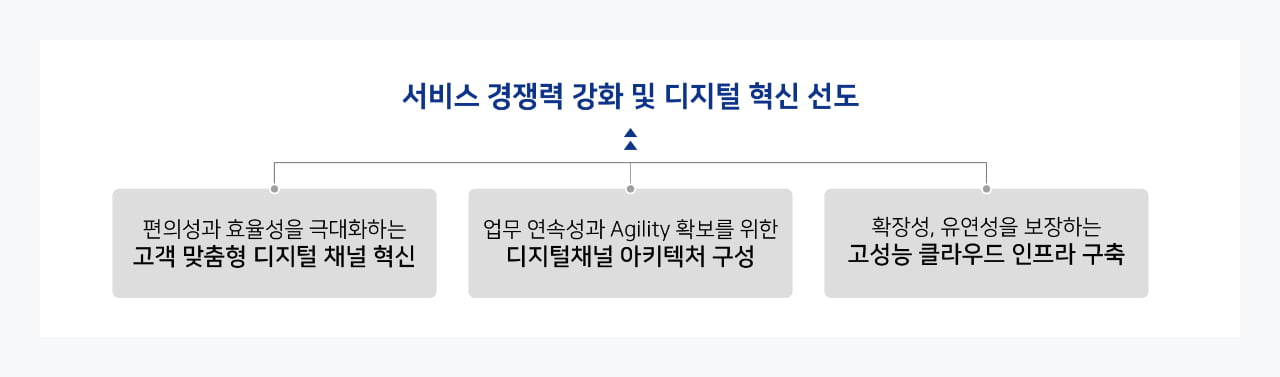 서비스 경쟁력 강화 및 디지털 혁신 선도
편의성과 효율성을 극대화하는
고객 맞춤형 디지털 채널 혁신
업무 연속성과 Agility 확보를 위한
디지털채널 아키텍처 구성
확장성, 유연성을 보장하는
고성능 클라우드 인프라 구축